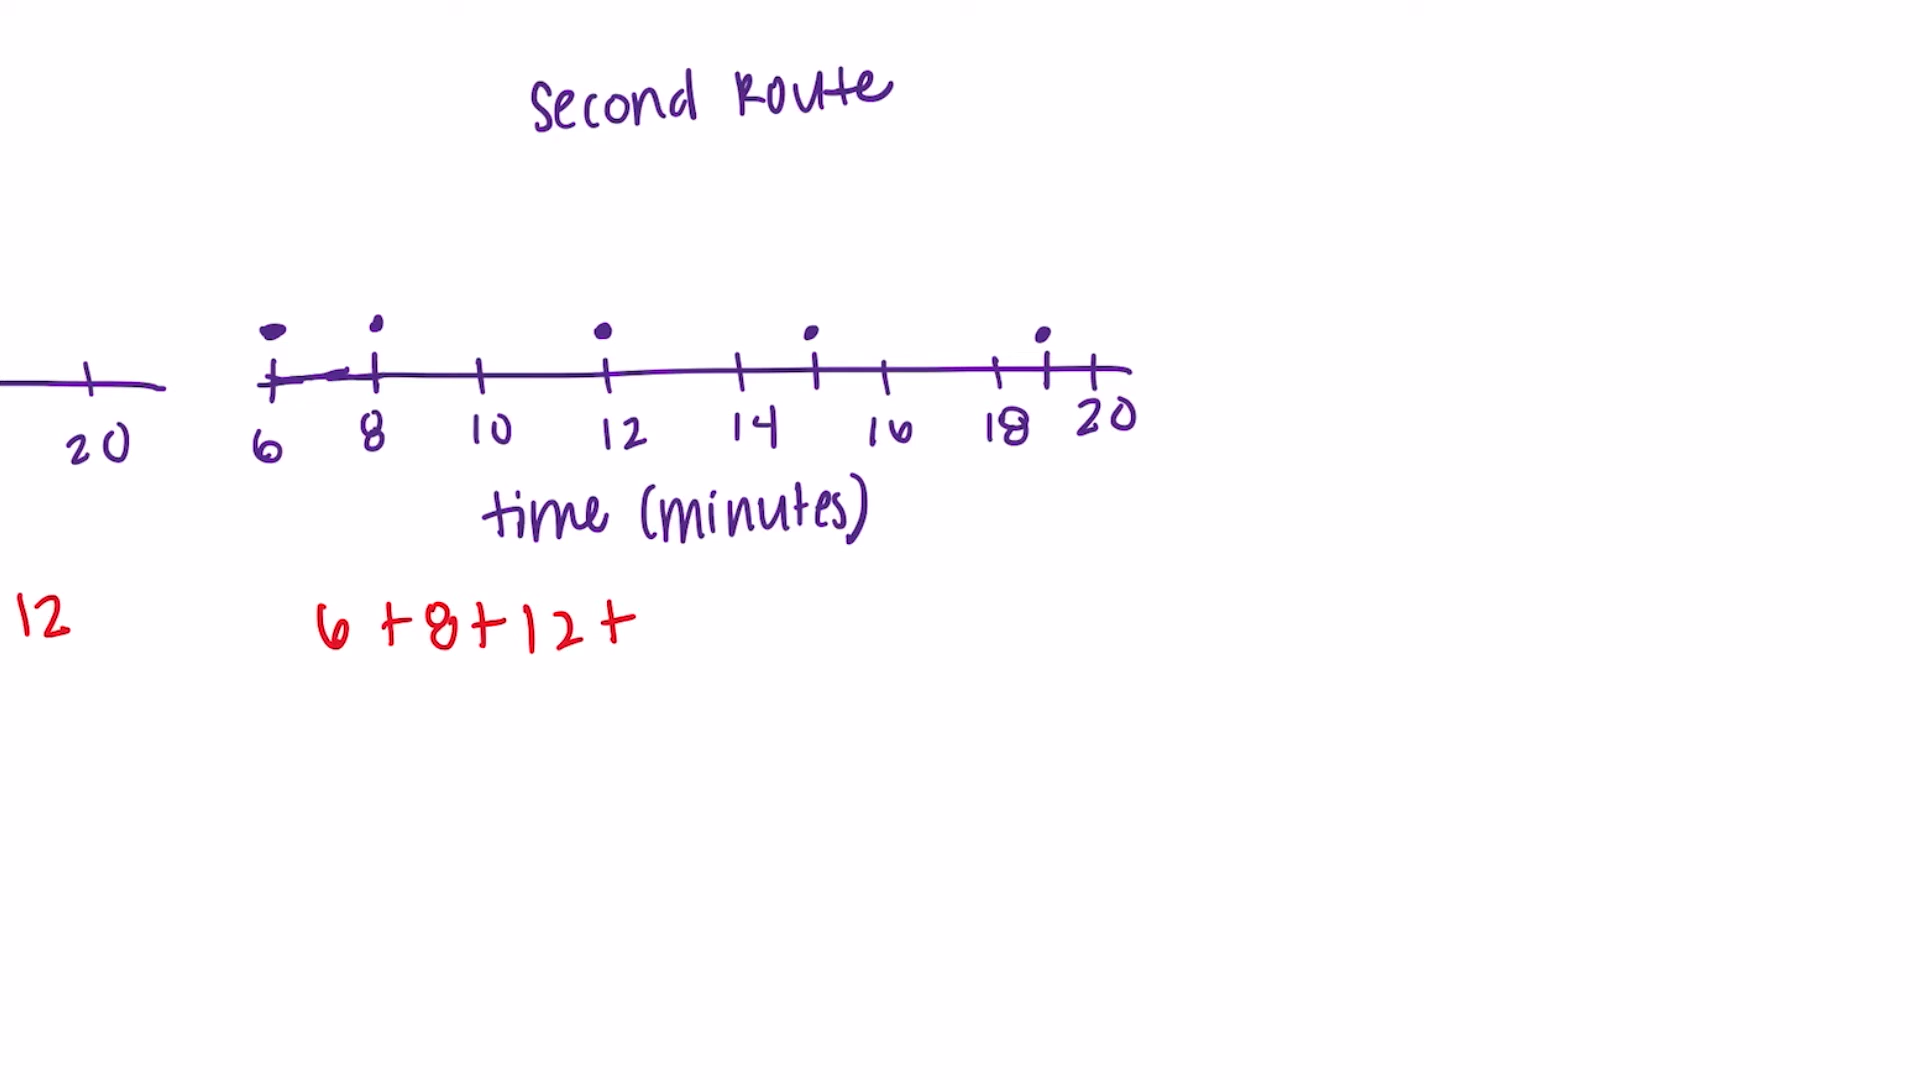 Second Route
20 6 8 10 12 14 16 18 20
time (minutes)
12 6 + 8 + 12 +